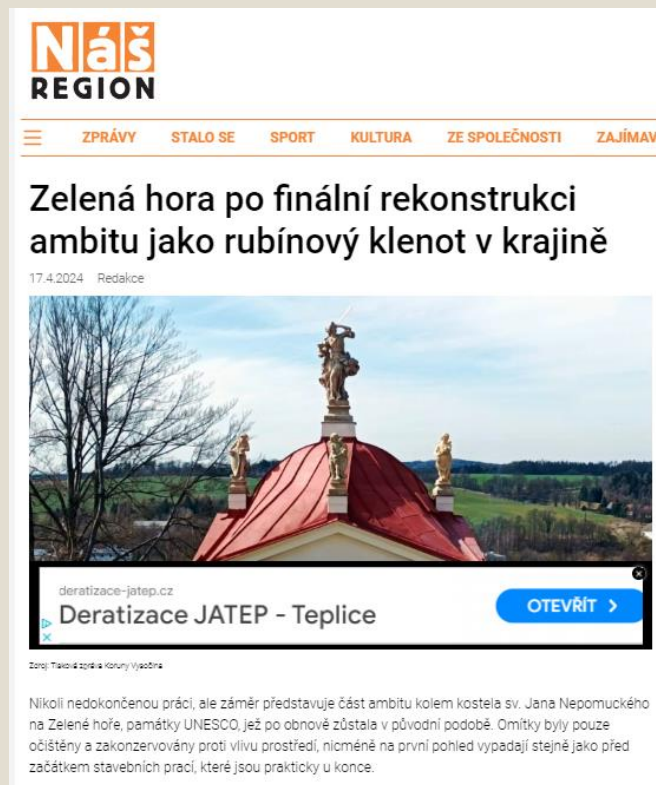 Náš
REGION
ZPRÁVY STALO SE SPORT KULTURA ZE SPOLEČNOSTI ZAJÍMAV
Zelená hora po finální rekonstrukci
ambitu jako rubínový klenot v krajině
17.4.2024 Redakce
deratizace-jatep.cz
Deratizace JATEP - Teplice
OTEVŘÍT
Zdroj: Tisková zpráva Koruny Vysočina
Nikoli nedokončenou práci, ale záměr představuje část ambitu kolem kostela sv. Jana Nepomuckého
na Zelené hoře, památky UNESCO, jež po obnově zůstala v původní podobě. Omítky byly pouze
očištěny a zakonzervovány proti vlivu prostředí, nicméně na první pohled vypadají stejně jako před
začátkem stavebních prací, které jsou prakticky u konce.